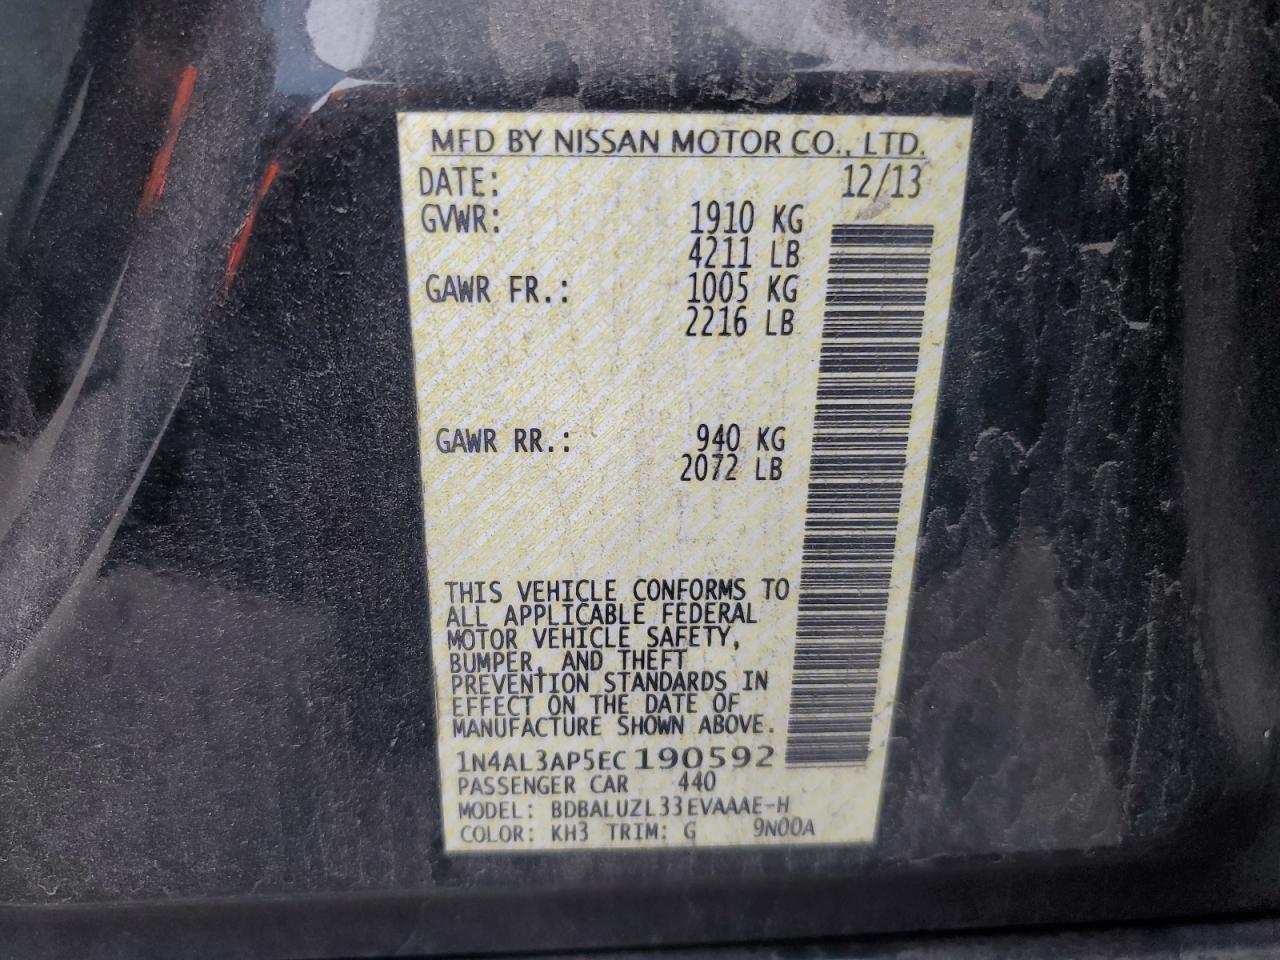 MFD BY NISSAN MOTOR CO., LTD.
DATE: 12/13
GVWR: 1910 KG
4211 LB
GAWR FR.: 1005 KG
2216 LB
GAWR RR.: 940 KG
2072 LB
THIS VEHICLE CONFORMS TO
ALL APPLICABLE FEDERAL
MOTOR VEHICLE SAFETY,
BUMPER, AND THEFT
PREVENTION STANDARDS IN
EFFECT ON THE DATE OF
MANUFACTURE SHOWN ABOVE.
1N4AL3AP5EC190592
PASSENGER CAR 440
MODEL: BDBALUZL33EVAAAE-H
COLOR: KH3 TRIM: G 9N00A